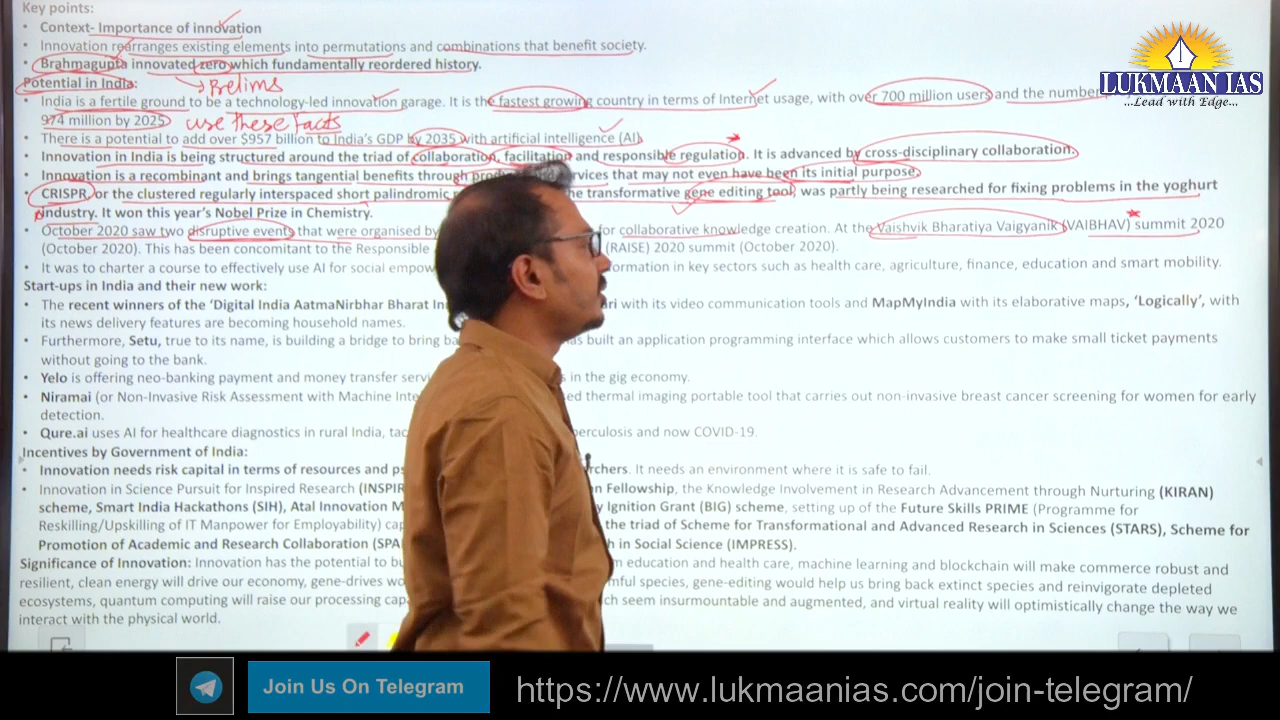 Key points:
• Context- Importance of innovation
• Innovation rearranges existing elements into permutations and combinations that benefit society.
• Brahmagupta innovated zero which fundamentally reordered history.
Potential in India: → Prelims
• India is a fertile ground to be a technology-led innovation garage. It is the fastest growing country in terms of Internet usage, with over 700 million users and the number
974 million by 2025 use these facts
• There is a potential to add over $957 billion to India's GDP by 2035 with artificial intelligence (AI).
• Innovation in India is being structured around the triad of collaboration, facilitation and responsible regulation. It is advanced by cross-disciplinary collaboration.
• Innovation is a recombinant and brings tangential benefits through services that may not even have been its initial purpose.
• CRISPR or the clustered regularly interspaced short palindromic the transformative gene editing tool, was partly being researched for fixing problems in the yoghurt
industry. It won this year's Nobel Prize in Chemistry.
• October 2020 saw two disruptive events that were organised by for collaborative knowledge creation. At the Vaishvik Bharatiya Vaigyanik (VAIBHAV) summit 2020
(October 2020). This has been concomitant to the Responsible (RAISE) 2020 summit (October 2020).
• It was to charter a course to effectively use AI for social in key sectors such as health care, agriculture, finance, education and smart mobility.
Start-ups in India and their new work:
• The recent winners of the 'Digital India AatmaNirbhar Bharat with its video communication tools and MapMyIndia with its elaborative maps, 'Logically', with
its news delivery features are becoming household names.
• Furthermore, Setu, true to its name, is building a bridge to bring built an application programming interface which allows customers to make small ticket payments
without going to the bank.
• Yelo is offering neo-banking payment and money transfer in the gig economy.
• Niramai (or Non-Invasive Risk Assessment with Machine thermal imaging portable tool that carries out non-invasive breast cancer screening for women for early
detection.
• Qure.ai uses AI for healthcare diagnostics in rural India, and now COVID-19.
Incentives by Government of India:
• Innovation needs risk capital in terms of resources and It needs an environment where it is safe to fail.
• Innovation in Science Pursuit for Inspired Research Fellowship, the Knowledge Involvement in Research Advancement through Nurturing (KIRAN)
scheme, Smart India Hackathons (SIH), Atal Innovation Ignition Grant (BIG) scheme, setting up of the Future Skills PRIME (Programme for
Reskilling/Upskilling of IT Manpower for Employability) the triad of Scheme for Transformational and Advanced Research in Sciences (STARS), Scheme for
Promotion of Academic and Research Collaboration in Social Science (IMPRESS).
Significance of Innovation: Innovation has the potential to education and health care, machine learning and blockchain will make commerce robust and
resilient, clean energy will drive our economy, gene-drives species, gene-editing would help us bring back extinct species and reinvigorate depleted
ecosystems, quantum computing will raise our processing seem insurmountable and augmented, and virtual reality will optimistically change the way we
interact with the physical world.
LUKMAAN IAS
...Lead with Edge...
Join Us On Telegram
https://www.lukmaanias.com/join-telegram/